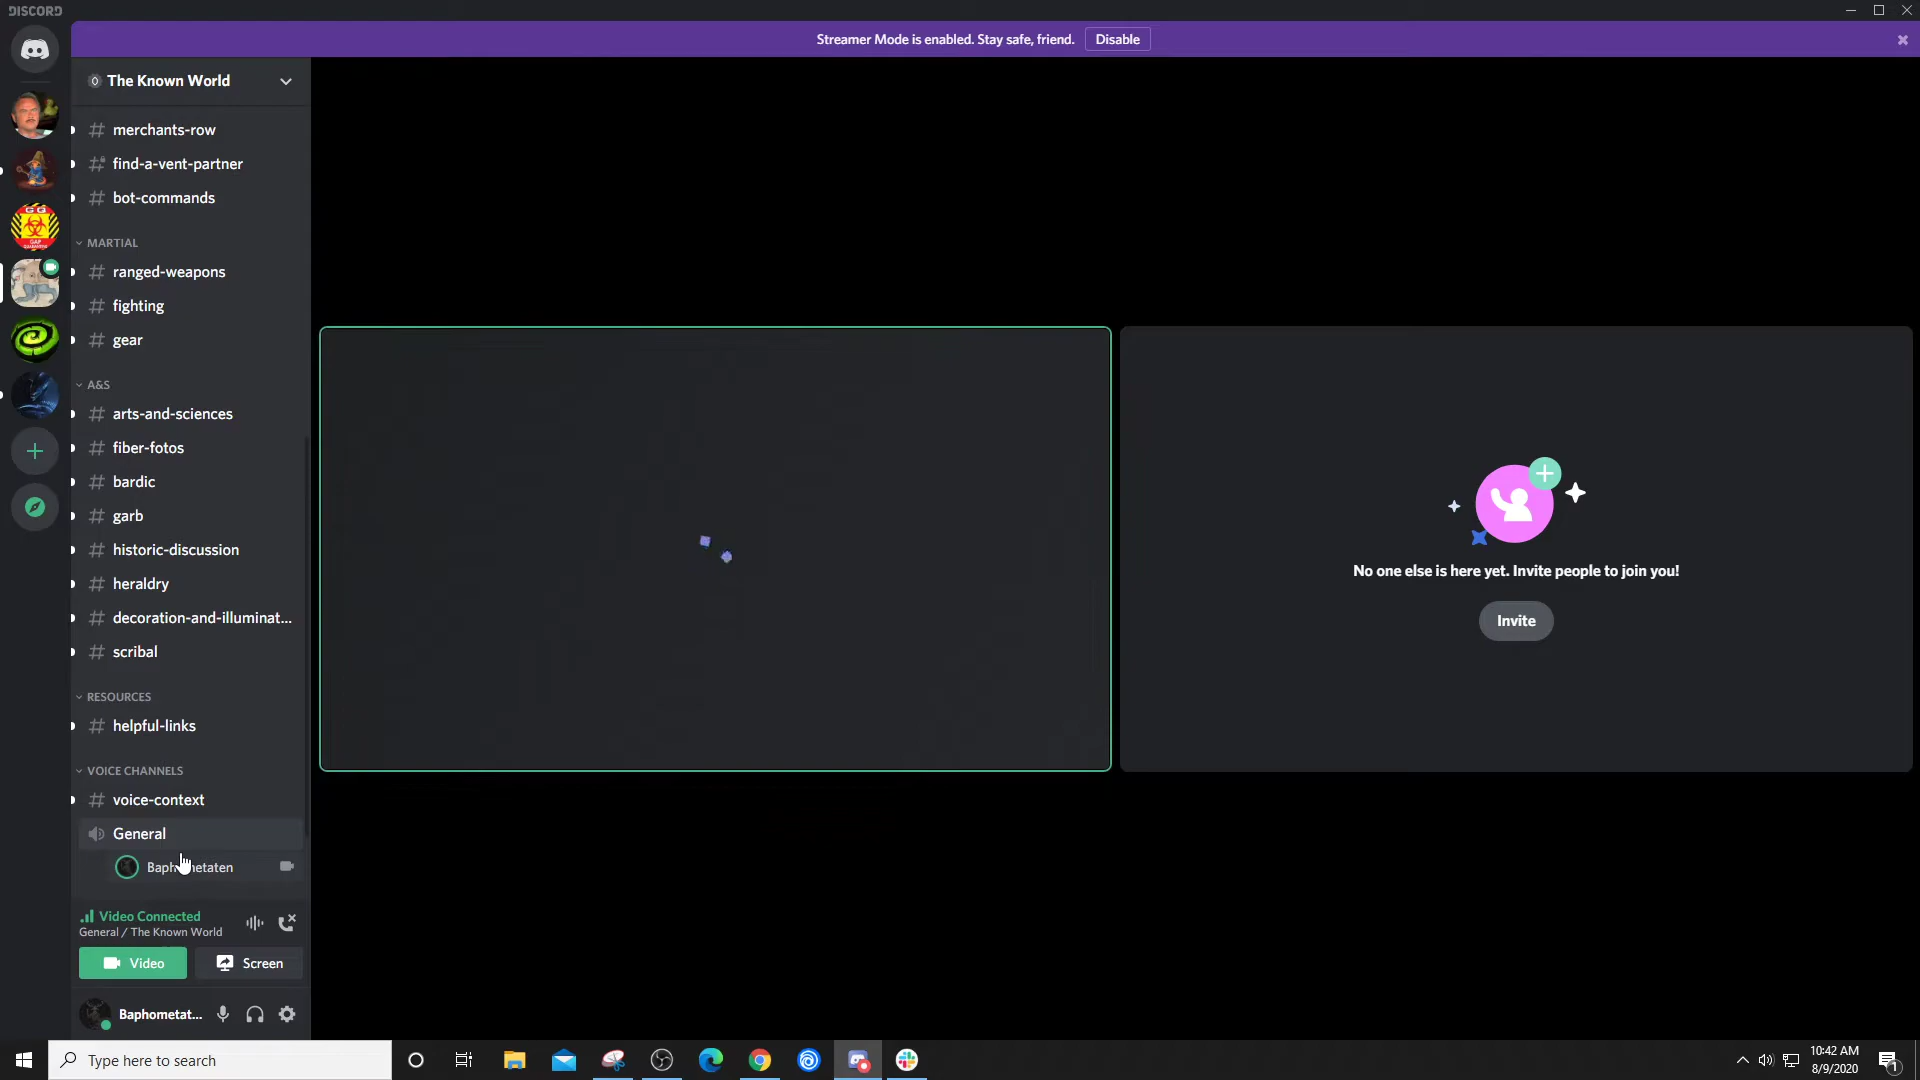 DISCORD
Streamer Mode is enabled. Stay safe, friend.
Disable
The Known World
merchants-row
find-a-vent-partner
bot-commands
MARTIAL
ranged-weapons
fighting
gear
A&S
arts-and-sciences
fiber-fotos
bardic
garb
historic-discussion
heraldry
decoration-and-illuminat...
scribal
RESOURCES
helpful-links
VOICE CHANNELS
voice-context
General
Baphometaten
Video Connected
General / The Known World
Video
Screen
Baphometat...
GG
GAP
No one else is here yet. Invite people to join you!
Invite
Type here to search
10:42 AM
8/9/2020
1